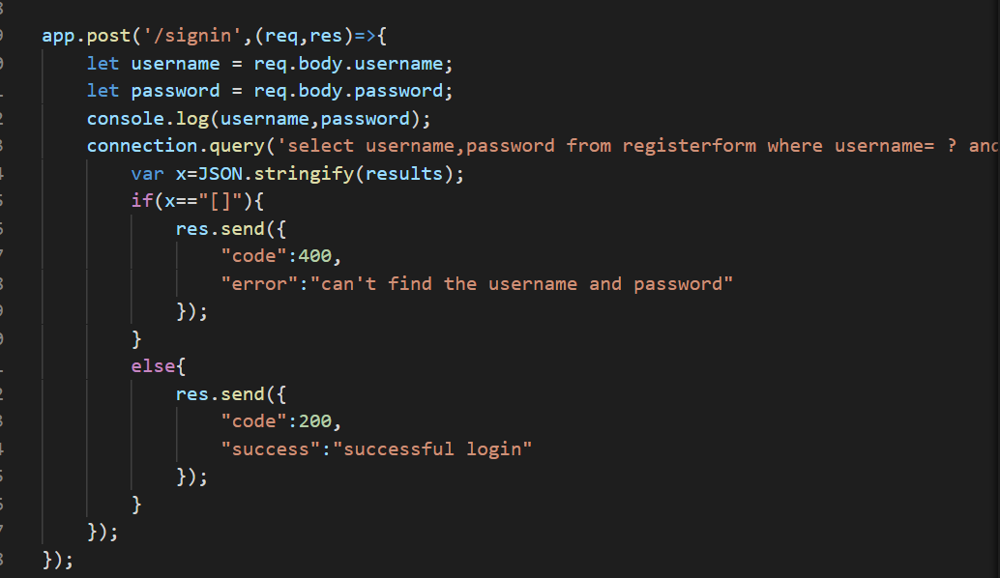 app.post('/signin',(req,res)=>{
    let username = req.body.username;
    let password = req.body.password;
    console.log(username,password);
    connection.query('select username,password from registerform where username= ? and
        var x=JSON.stringify(results);
        if(x=="[]"){
            res.send({
                "code":400,
                "error":"can't find the username and password"
            });
        }
        else{
            res.send({
                "code":200,
                "success":"successful login"
            });
        }
    });
});